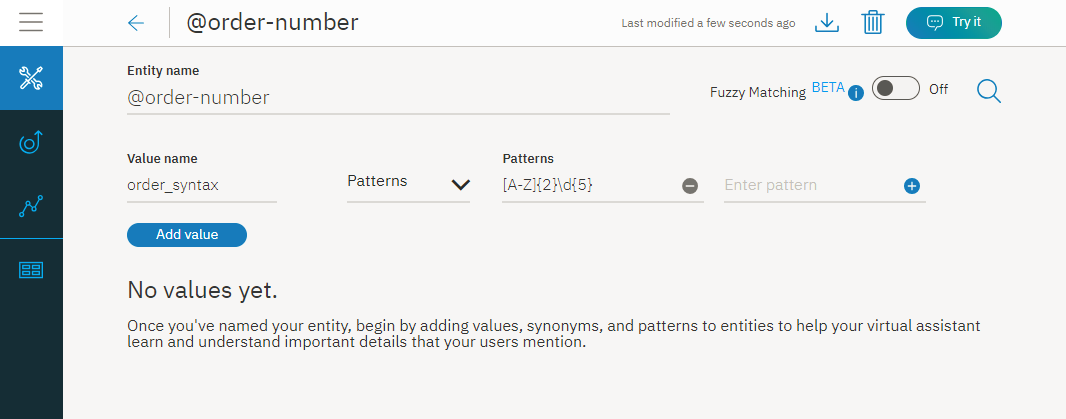 @order-number
Last modified a few seconds ago
Try it
Entity name
@order-number
Fuzzy Matching BETA i Off
Value name
Patterns
order_syntax
Patterns
[A-Z]{2}\d{5}
Enter pattern
Add value
No values yet.
Once you've named your entity, begin by adding values, synonyms, and patterns to entities to help your virtual assistant
learn and understand important details that your users mention.